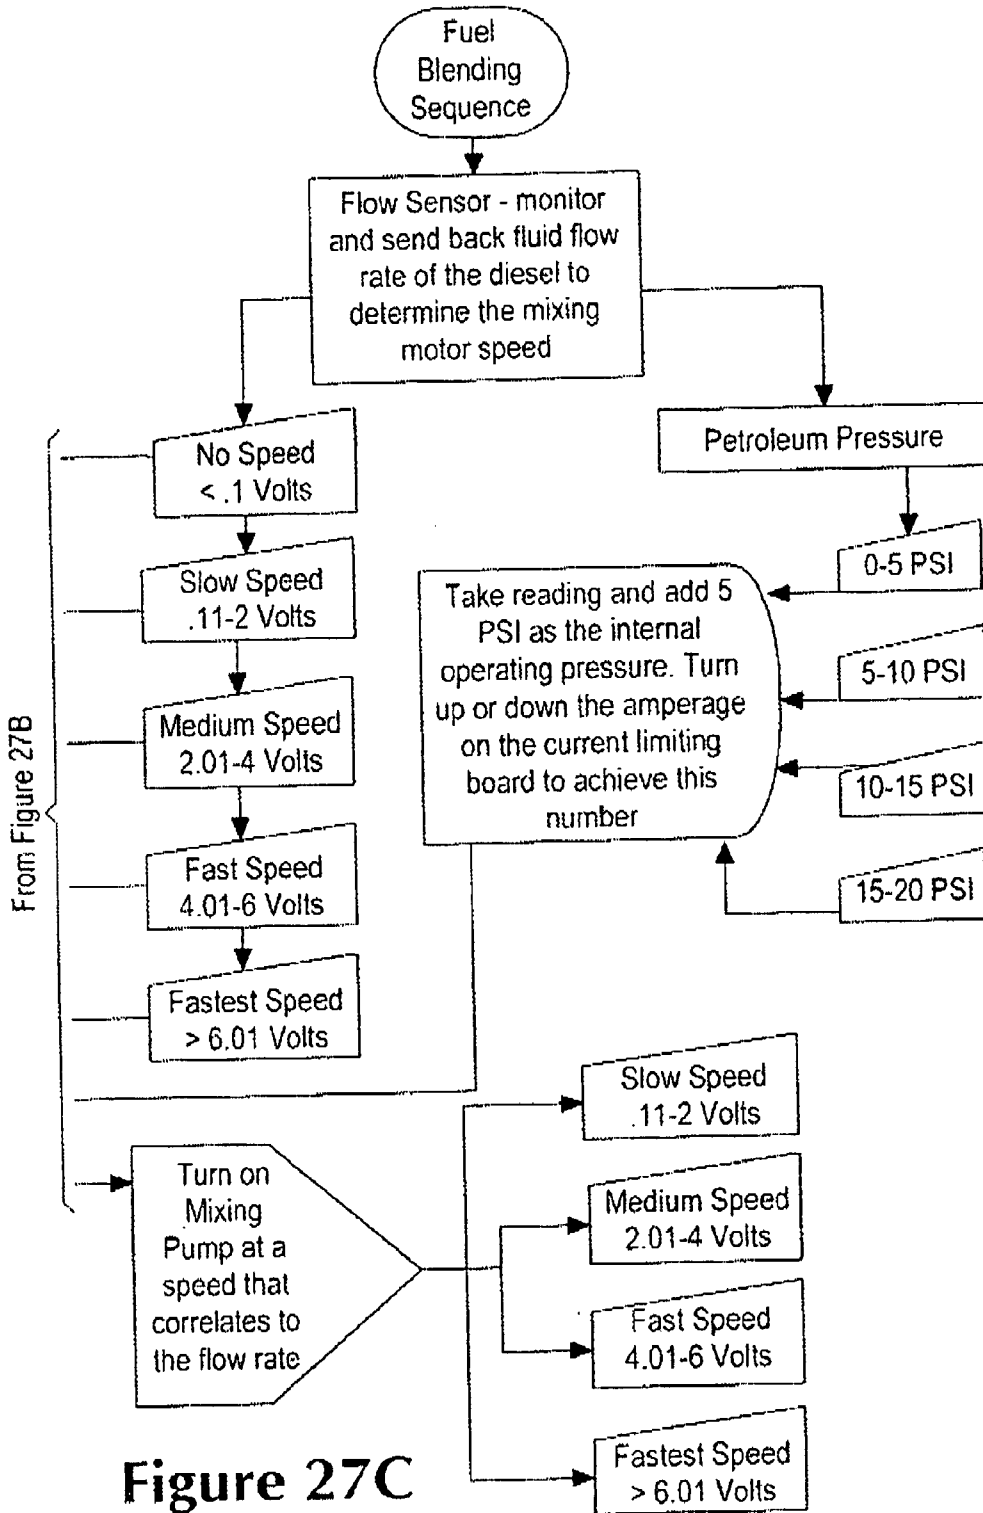 Fuel
Blending
Sequence
Flow Sensor - monitor
and send back fluid flow
rate of the diesel to
determine the mixing
motor speed
No Speed
< .1 Volts
Slow Speed
.11-2 Volts
Medium Speed
2.01-4 Volts
Fast Speed
4.01-6 Volts
Fastest Speed
> 6.01 Volts
From Figure 27B
Petroleum Pressure
0-5 PSI
5-10 PSI
10-15 PSI
15-20 PSI
Take reading and add 5
PSI as the internal
operating pressure. Turn
up or down the amperage
on the current limiting
board to achieve this
number
Turn on
Mixing
Pump at a
speed that
correlates to
the flow rate
Slow Speed
.11-2 Volts
Medium Speed
2.01-4 Volts
Fast Speed
4.01-6 Volts
Fastest Speed
> 6.01 Volts
Figure 27C